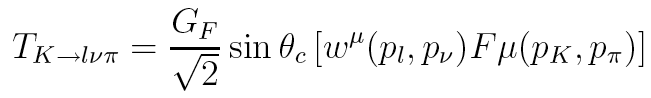 T_{K→lνπ} = \frac{G_F}{\sqrt{2}} \sin θ_c [w^μ(p_l, p_ν)Fμ(p_K, p_π)]